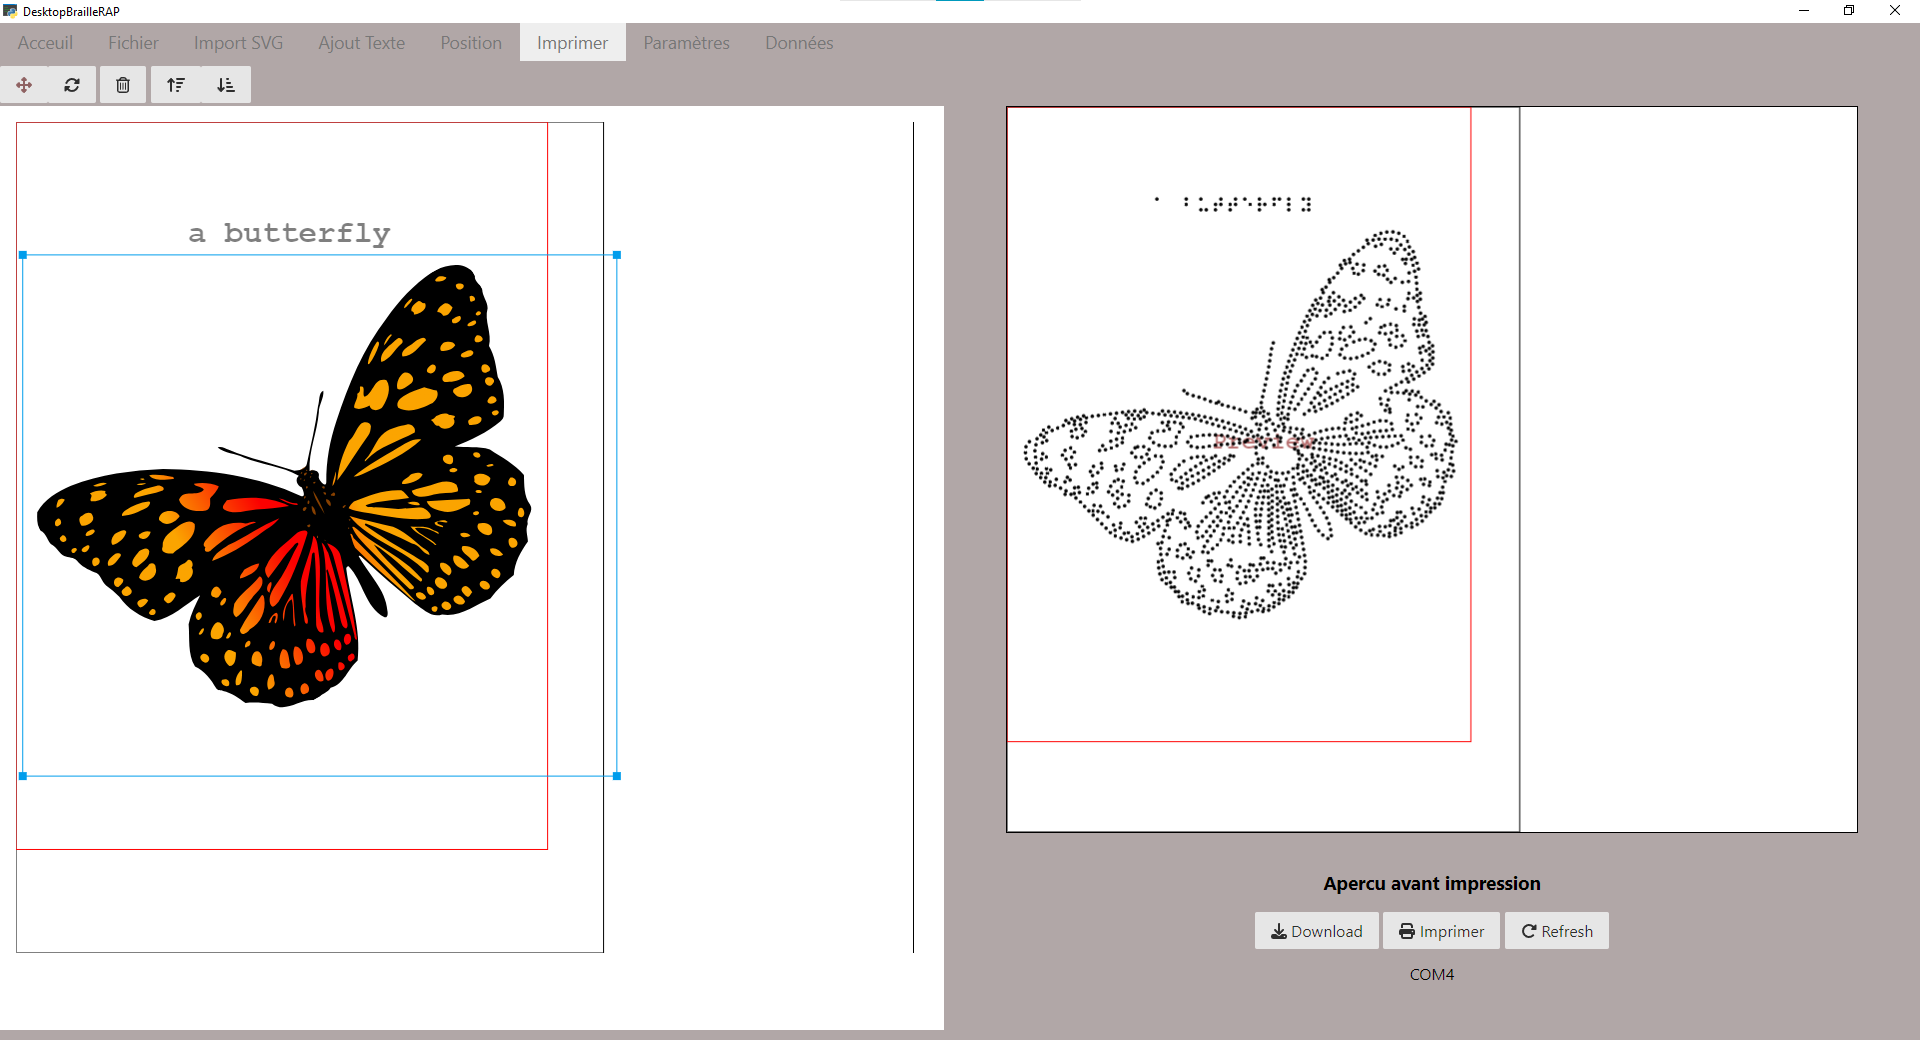 DesktopBrailleRAP
Acceuil Fichier Import SVG Ajout Texte Position Imprimer Paramètres Données
a butterfly
⠁ ⠃⠥⠞⠞⠑⠗⠋⠇⠽
Preview
Apercu avant impression
Download Imprimer Refresh
COM4